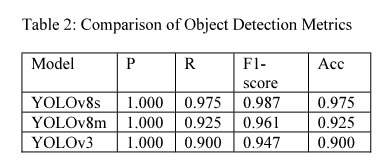 Table 2: Comparison of Object Detection Metrics
Model P R F1-score Acc
YOLOv8s 1.000 0.975 0.987 0.975
YOLOv8m 1.000 0.925 0.961 0.925
YOLOv3 1.000 0.900 0.947 0.900